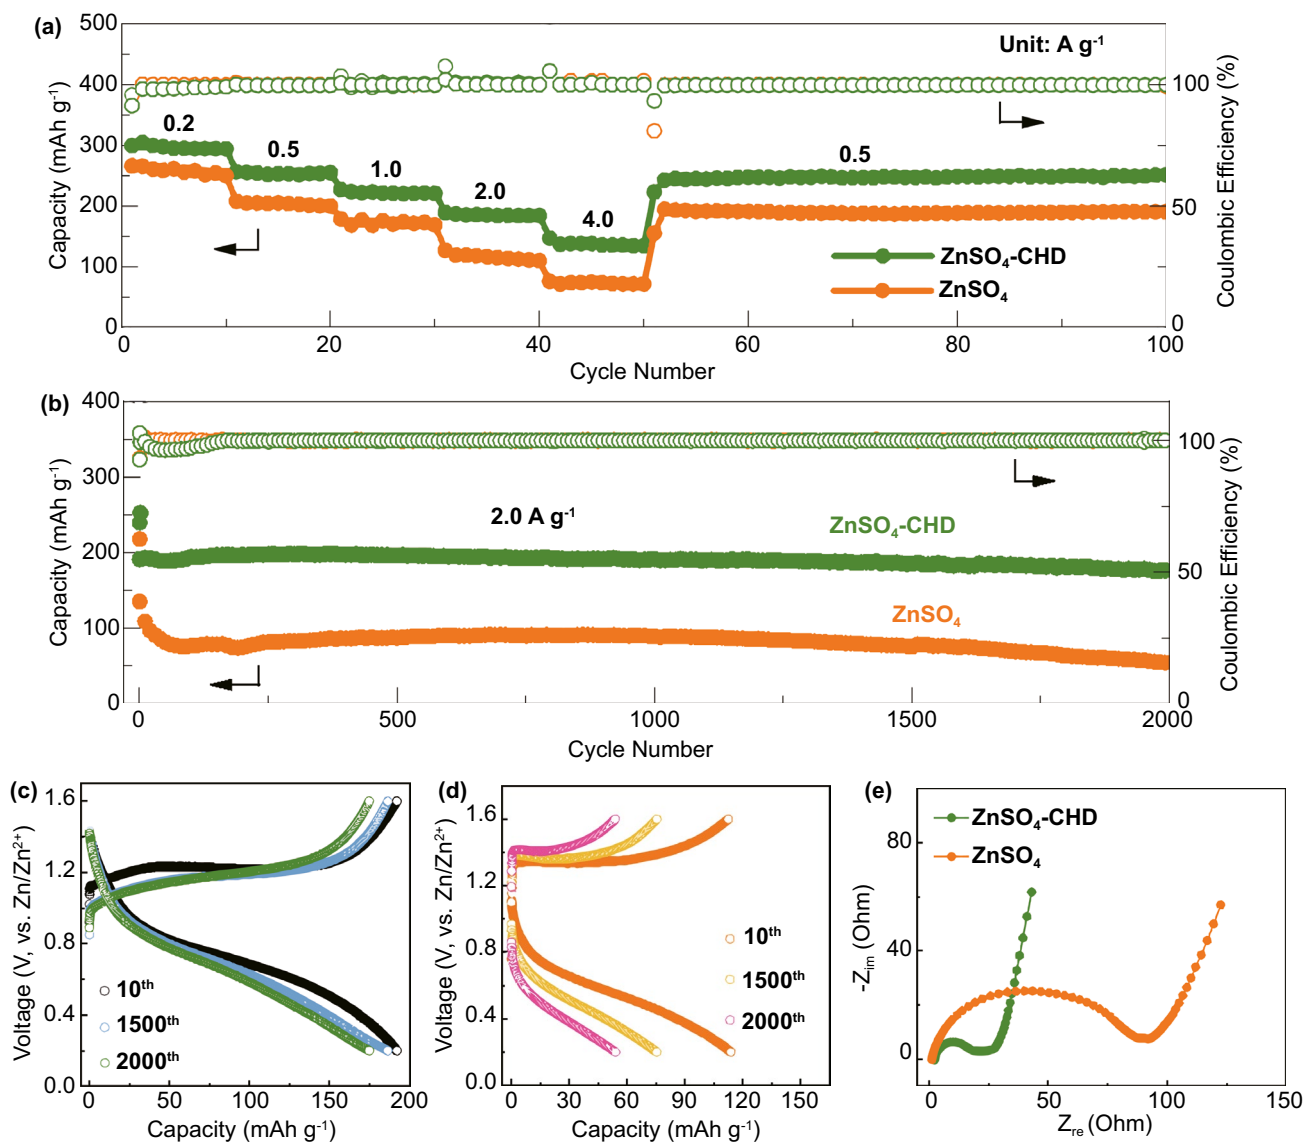 (a)
Unit: A g⁻¹
Capacity (mAh g⁻¹)
500
400
300
200
100
0
0.2
0.5
1.0
2.0
4.0
0.5
ZnSO₄-CHD
ZnSO₄
100
50
0
Coulombic Efficiency (%)
0
20
40
60
80
100
Cycle Number
(b)
Capacity (mAh g⁻¹)
400
300
200
100
0
2.0 A g⁻¹
ZnSO₄-CHD
ZnSO₄
100
50
0
Coulombic Efficiency (%)
0
500
1000
1500
2000
Cycle Number
(c)
Voltage (V, vs. Zn/Zn²⁺)
1.6
1.2
0.8
0.4
0.0
10ᵗʰ
1500ᵗʰ
2000ᵗʰ
0
50
100
150
200
Capacity (mAh g⁻¹)
(d)
Voltage (V, vs. Zn/Zn²⁺)
1.6
1.2
0.8
0.4
0.0
10ᵗʰ
1500ᵗʰ
2000ᵗʰ
0
30
60
90
120
150
Capacity (mAh g⁻¹)
(e)
ZnSO₄-CHD
ZnSO₄
-Z_im (Ohm)
80
40
0
0
50
100
150
Z_re (Ohm)